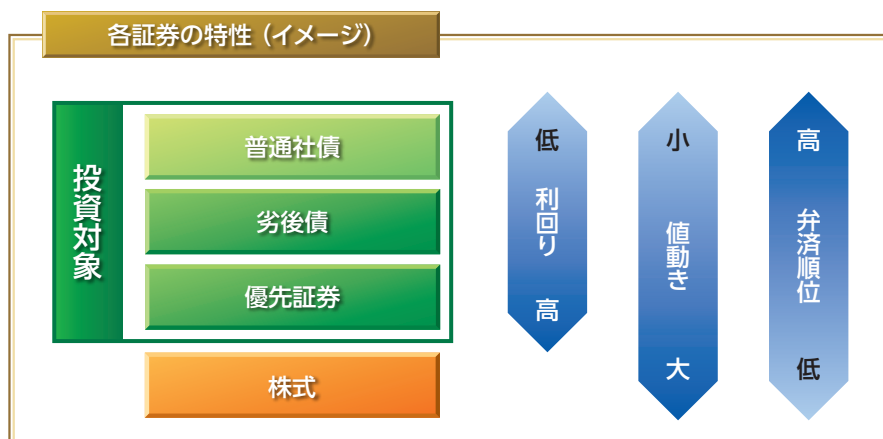 各証券の特性（イメージ）
投資対象
普通社債
劣後債
優先証券
株式
低
利回り
高
小
値動き
大
高
弁済順位
低